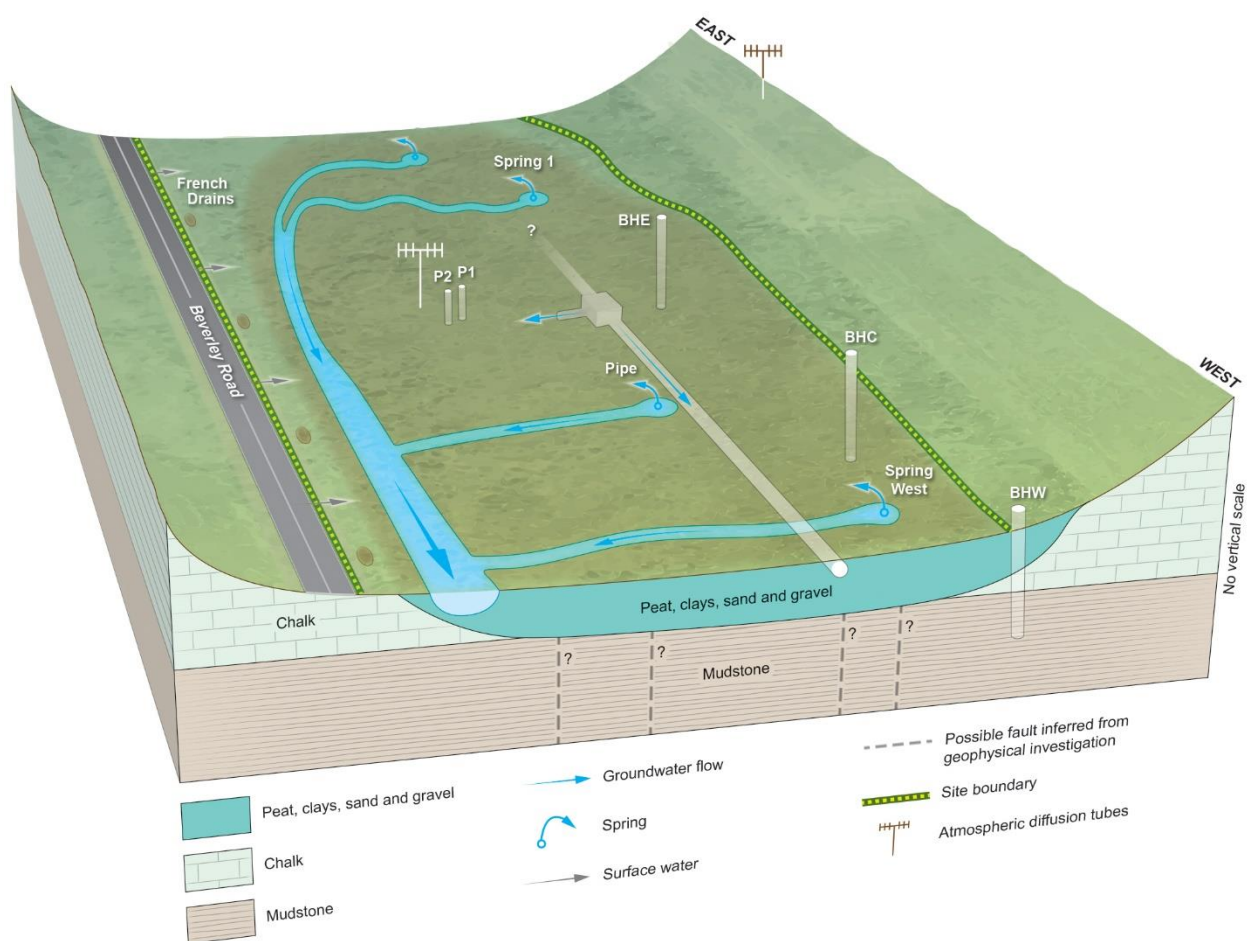 EAST
Spring 1
French
Drains
BHE
?
P2
P1
Beverley Road
BHC
WEST
Pipe
Spring
West
BHW
No vertical scale
Peat, clays, sand and gravel
Chalk
?
?
?
?
Mudstone
Peat, clays, sand and gravel
Chalk
Mudstone
Groundwater flow
Spring
Surface water
Possible fault inferred from
geophysical investigation
Site boundary
Atmospheric diffusion tubes